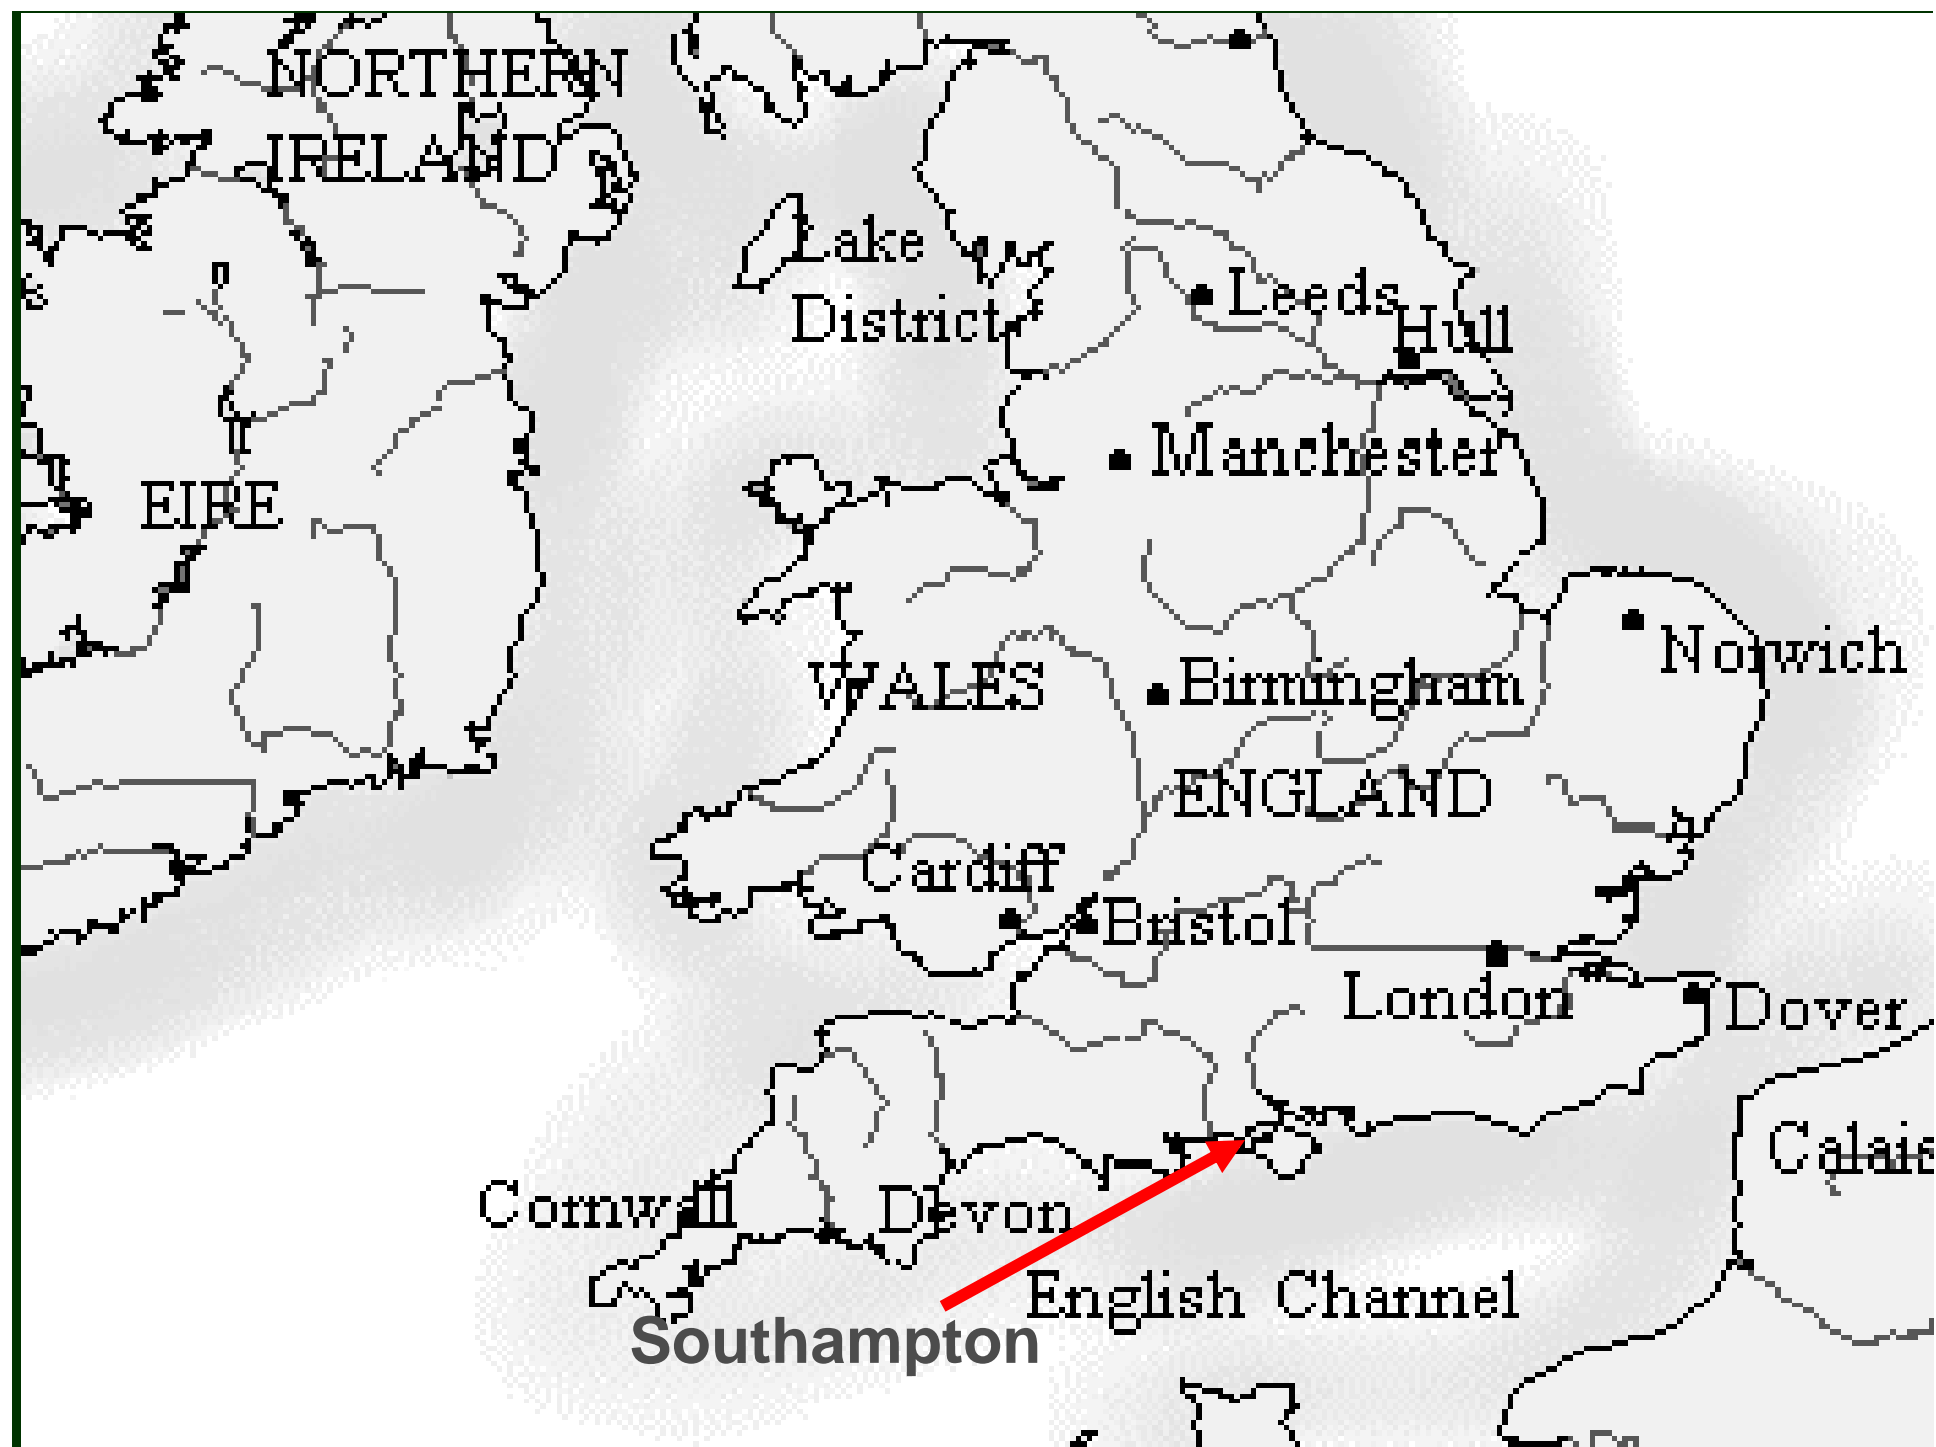 NORTHERN
IRELAND
Lake
District
Leeds
Hull
Manchester
EIRE
Norwich
WALES
Birmingham
ENGLAND
Cardiff
Bristol
London
Dover
Calais
Cornwall
Devon
English Channel
Southampton